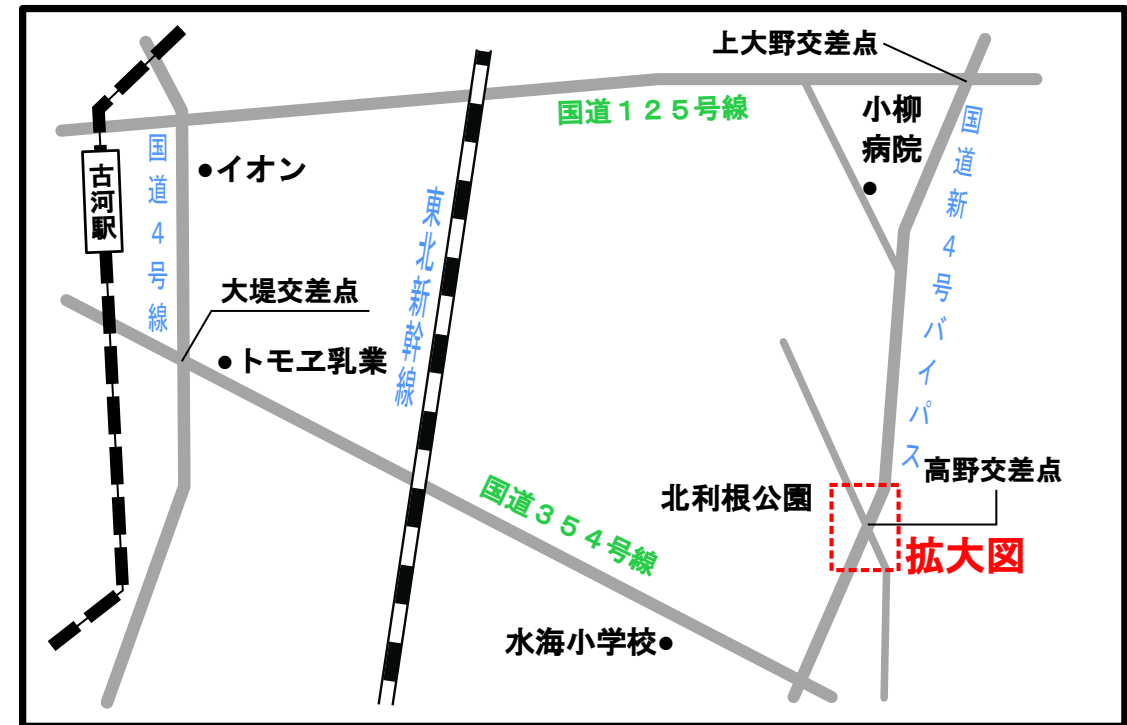 上大野交差点
国道１２５号線
小柳
病院
国道新４号バイパス
国道４号線
●イオン
古河駅
東北新幹線
大堤交差点
●トモヱ乳業
高野交差点
北利根公園
国道３５４号線
拡大図
水海小学校●